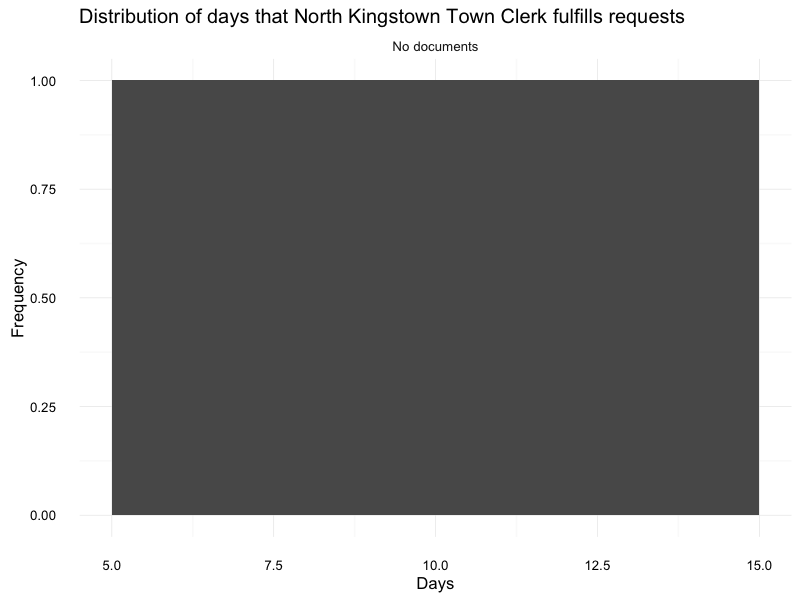 Distribution of days that North Kingstown Town Clerk fulfills requests
No documents
1.00
0.75
0.50
0.25
0.00
Frequency
5.0 7.5 10.0 12.5 15.0
Days